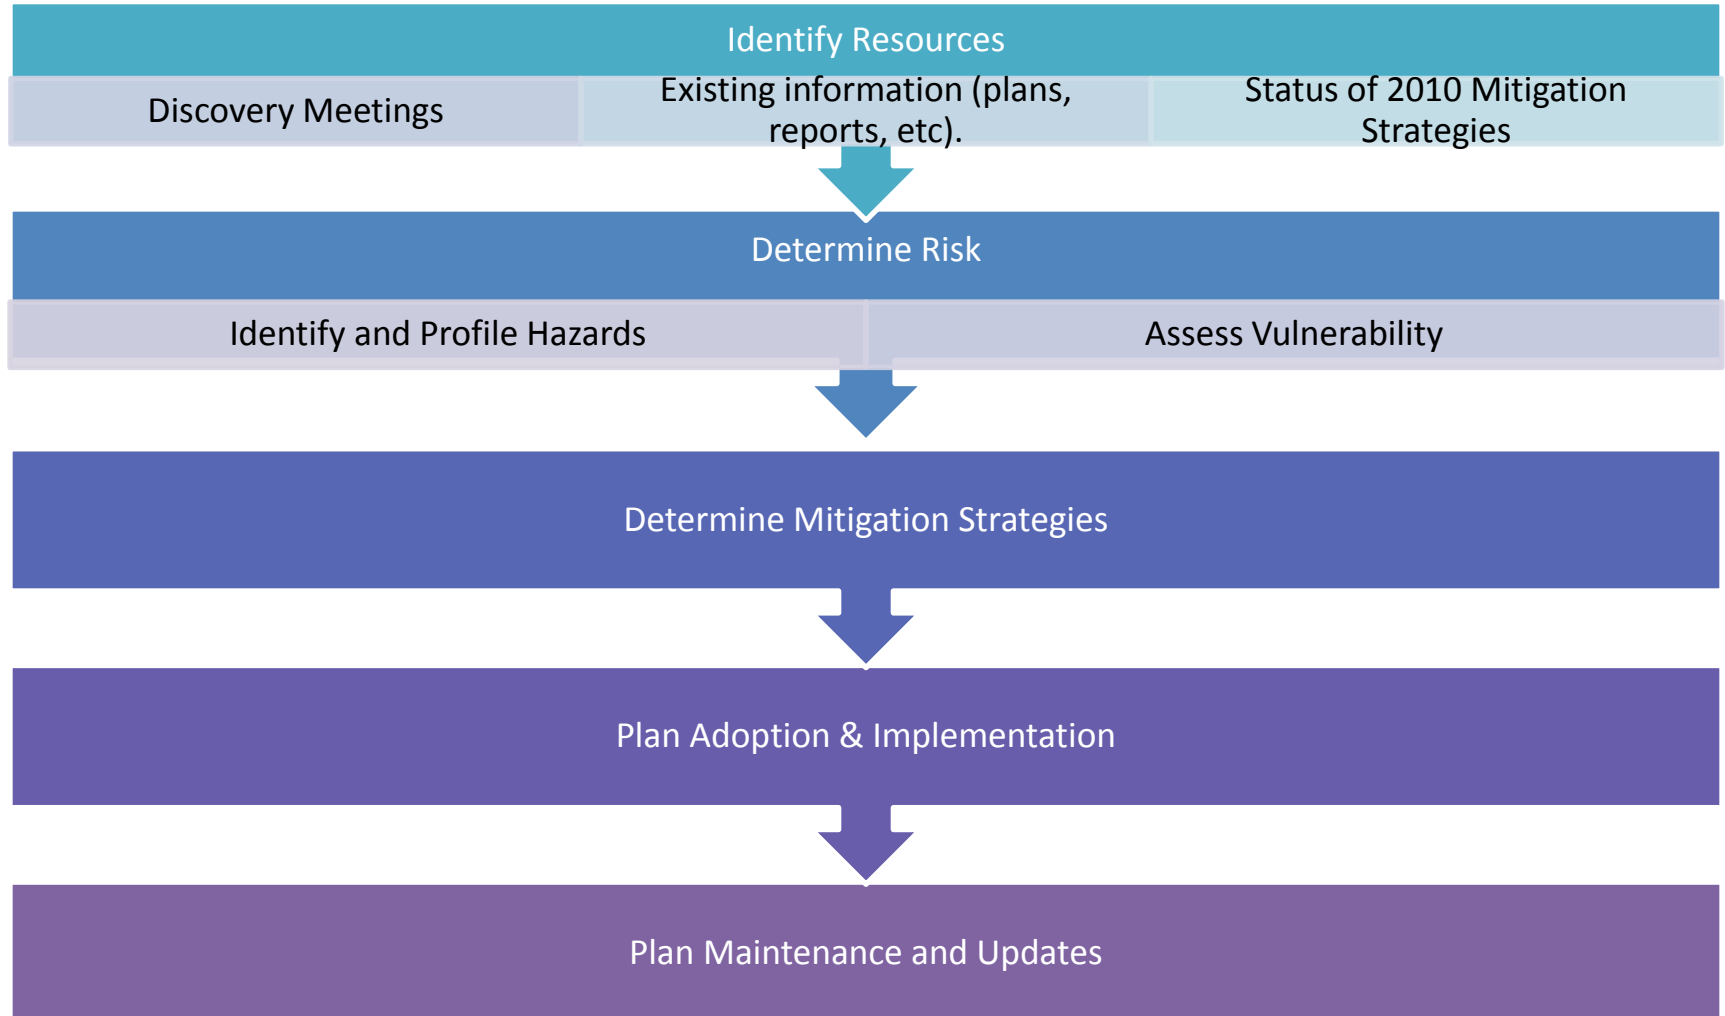 Identify Resources
Discovery Meetings
Existing information (plans,
reports, etc).
Status of 2010 Mitigation
Strategies
Determine Risk
Identify and Profile Hazards
Assess Vulnerability
Determine Mitigation Strategies
Plan Adoption & Implementation
Plan Maintenance and Updates